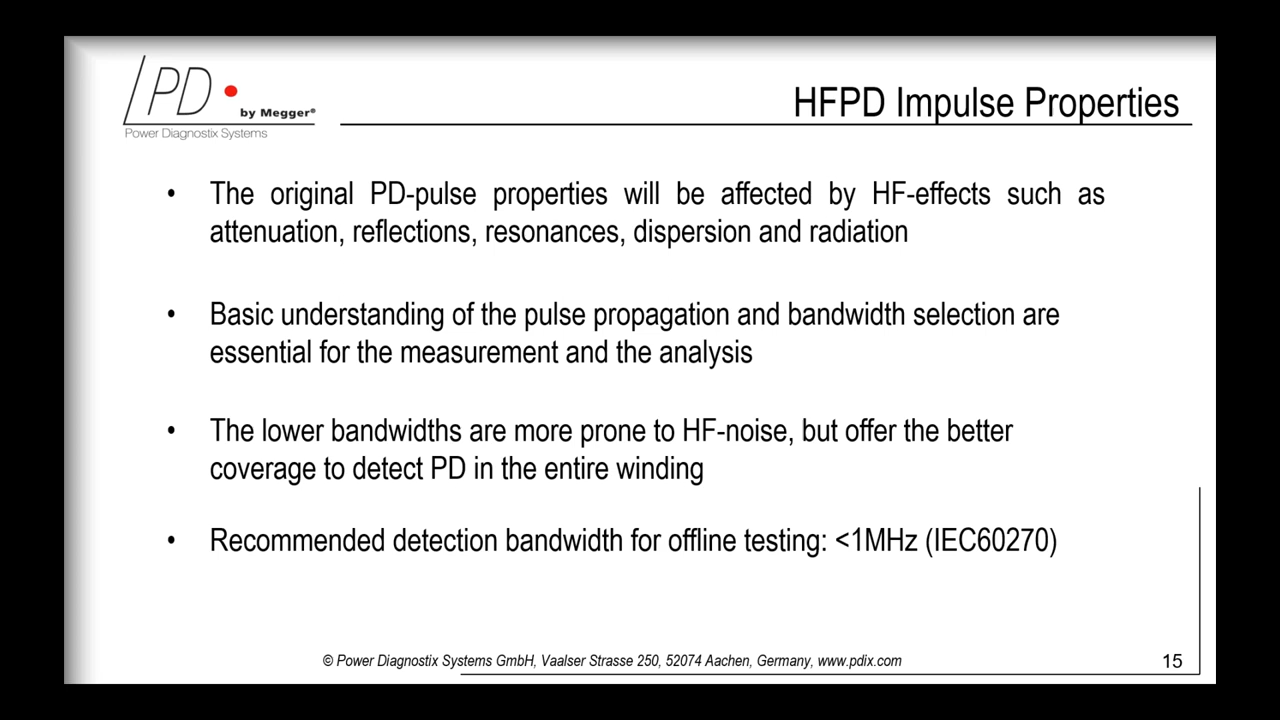 PD
by Megger®
Power Diagnostix Systems
HFPD Impulse Properties
• The original PD-pulse properties will be affected by HF-effects such as
attenuation, reflections, resonances, dispersion and radiation
• Basic understanding of the pulse propagation and bandwidth selection are
essential for the measurement and the analysis
• The lower bandwidths are more prone to HF-noise, but offer the better
coverage to detect PD in the entire winding
• Recommended detection bandwidth for offline testing: <1MHz (IEC60270)
© Power Diagnostix Systems GmbH, Vaalser Strasse 250, 52074 Aachen, Germany, www.pdix.com
15